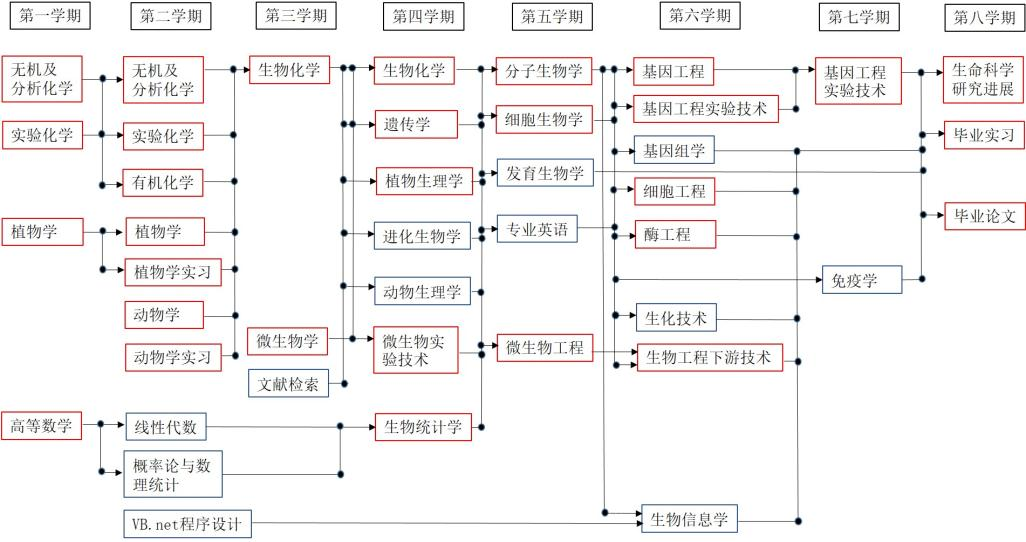 第一学期
第二学期
第三学期
第四学期
第五学期
第六学期
第七学期
第八学期
无机及
分析化学
实验化学
植物学
高等数学
无机及
分析化学
实验化学
有机化学
植物学
植物学实习
动物学
动物学实习
线性代数
概率论与数
理统计
VB.net程序设计
生物化学
微生物学
文献检索
生物化学
遗传学
植物生理学
进化生物学
动物生理学
微生物实
验技术
生物统计学
分子生物学
细胞生物学
发育生物学
专业英语
微生物工程
基因工程
基因工程实验技术
基因组学
细胞工程
酶工程
生化技术
生物工程下游技术
生物信息学
基因工程
实验技术
免疫学
生命科学
研究进展
毕业实习
毕业论文